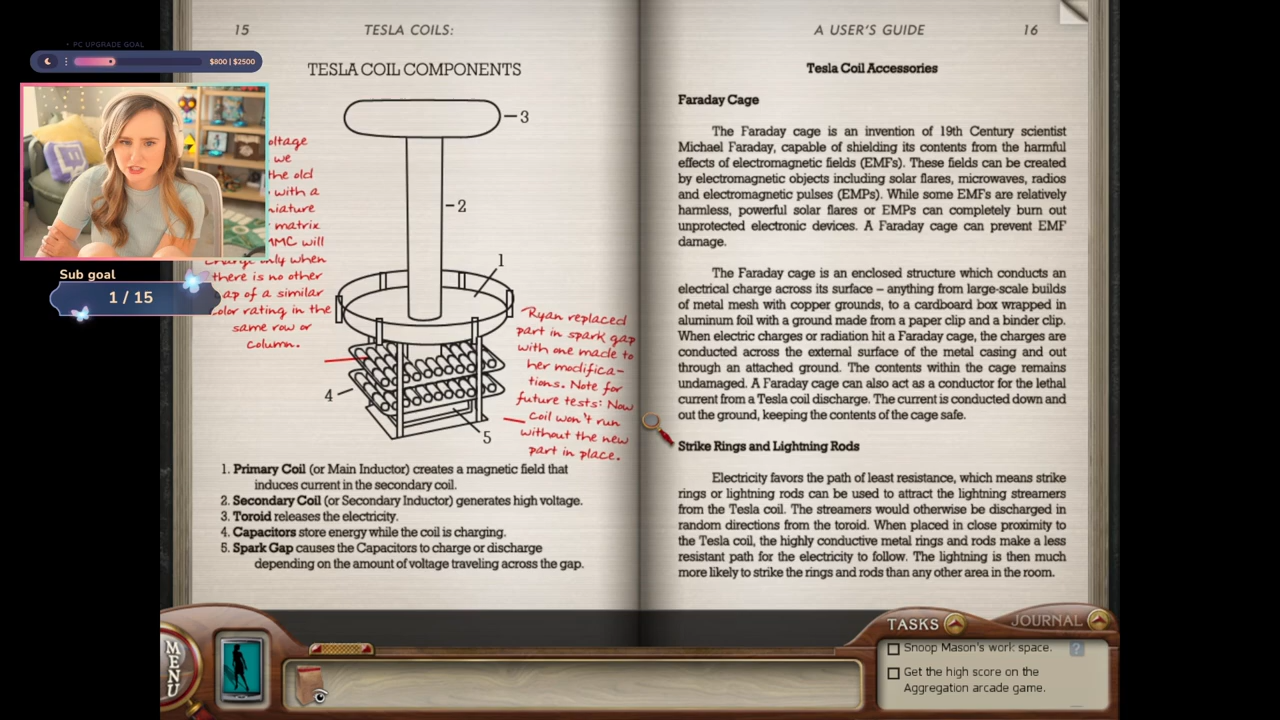 • PC UPGRADE GOAL
$800 | $2500
Sub goal
1 / 15
15
TESLA COILS:
TESLA COIL COMPONENTS
3
2
1
4
5
oltage
we
the old
with a
iature
matrix
MMC will
only when
there is no other
ap of a similar
color rating in the
same row or
column.
Ryan replaced
part in spark gap
with one made to
her modifica-
tions. Note for
future tests: Now
coil won't run
without the new
part in place.
1. Primary Coil (or Main Inductor) creates a magnetic field that
induces current in the secondary coil.
2. Secondary Coil (or Secondary Inductor) generates high voltage.
3. Toroid releases the electricity.
4. Capacitors store energy while the coil is charging.
5. Spark Gap causes the Capacitors to charge or discharge
depending on the amount of voltage traveling across the gap.
A USER'S GUIDE
16
Tesla Coil Accessories
Faraday Cage
The Faraday cage is an invention of 19th Century scientist
Michael Faraday, capable of shielding its contents from the harmful
effects of electromagnetic fields (EMFs). These fields can be created
by electromagnetic objects including solar flares, microwaves, radios
and electromagnetic pulses (EMPs). While some EMFs are relatively
harmless, powerful solar flares or EMPs can completely burn out
unprotected electronic devices. A Faraday cage can prevent EMF
damage.
The Faraday cage is an enclosed structure which conducts an
electrical charge across its surface – anything from large-scale builds
of metal mesh with copper grounds, to a cardboard box wrapped in
aluminum foil with a ground made from a paper clip and a binder clip.
When electric charges or radiation hit a Faraday cage, the charges are
conducted across the external surface of the metal casing and out
through an attached ground. The contents within the cage remains
undamaged. A Faraday cage can also act as a conductor for the lethal
current from a Tesla coil discharge. The current is conducted down and
out the ground, keeping the contents of the cage safe.
Strike Rings and Lightning Rods
Electricity favors the path of least resistance, which means strike
rings or lightning rods can be used to attract the lightning streamers
from the Tesla coil. The streamers would otherwise be discharged in
random directions from the toroid. When placed in close proximity to
the Tesla coil, the highly conductive metal rings and rods make a less
resistant path for the electricity to follow. The lightning is then much
more likely to strike the rings and rods than any other area in the room.
MENU
TASKS
JOURNAL
Snoop Mason's work space.
?
Get the high score on the
Aggregation arcade game.